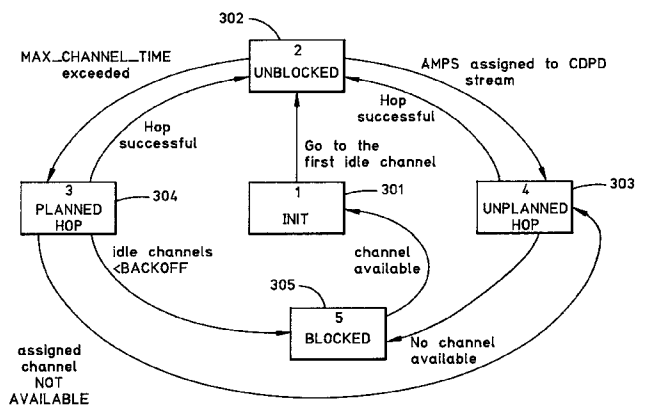 302
2
UNBLOCKED
MAX_CHANNEL_TIME
exceeded
AMPS assigned to CDPD
stream
Hop
successful
Hop
successful
Go to the
first idle channel
3
PLANNED
HOP
304
1
INIT
301
4
UNPLANNED
HOP
303
idle channels
<BACKOFF
channel
available
305
5
BLOCKED
No channel
available
assigned
channel
NOT
AVAILABLE